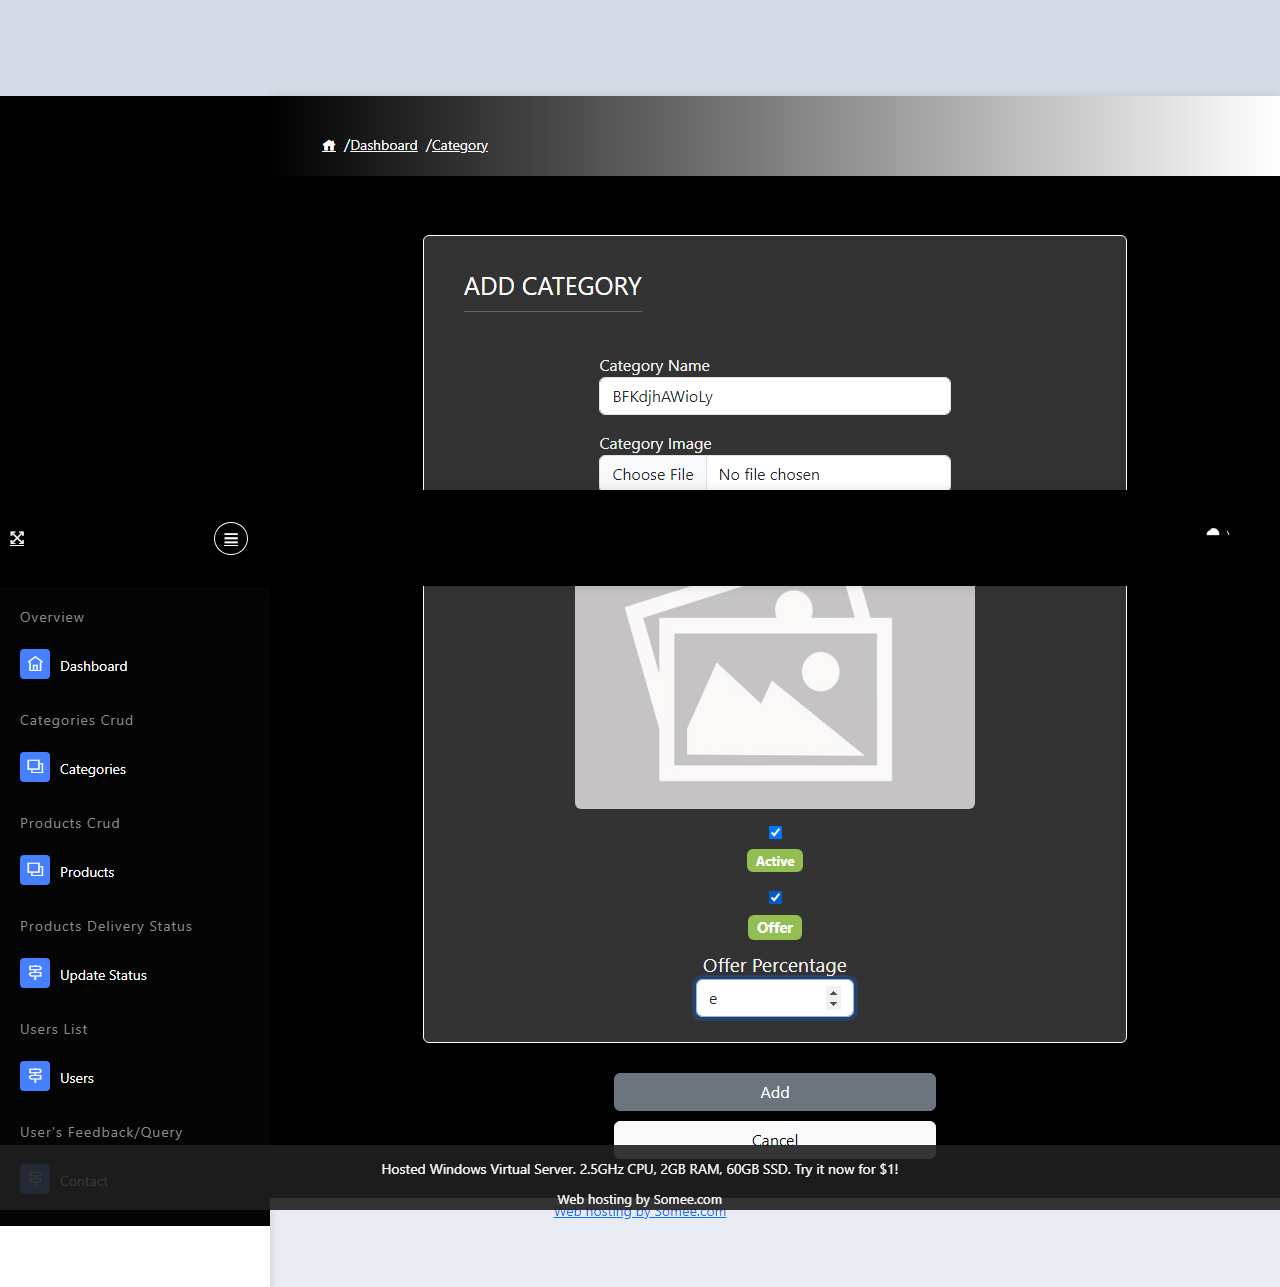 /Dashboard /Category
ADD CATEGORY
Category Name
BFKdjhAWioLy
Category Image
Choose File No file chosen
Overview
Dashboard
Categories Crud
Categories
Products Crud
Products
Products Delivery Status
Update Status
Users List
Users
User's Feedback/Query
Contact
Active
Offer
Offer Percentage
e
Add
Cancel
Hosted Windows Virtual Server. 2.5GHz CPU, 2GB RAM, 60GB SSD. Try it now for $1!
Web hosting by Somee.com
Web hosting by Somee.com